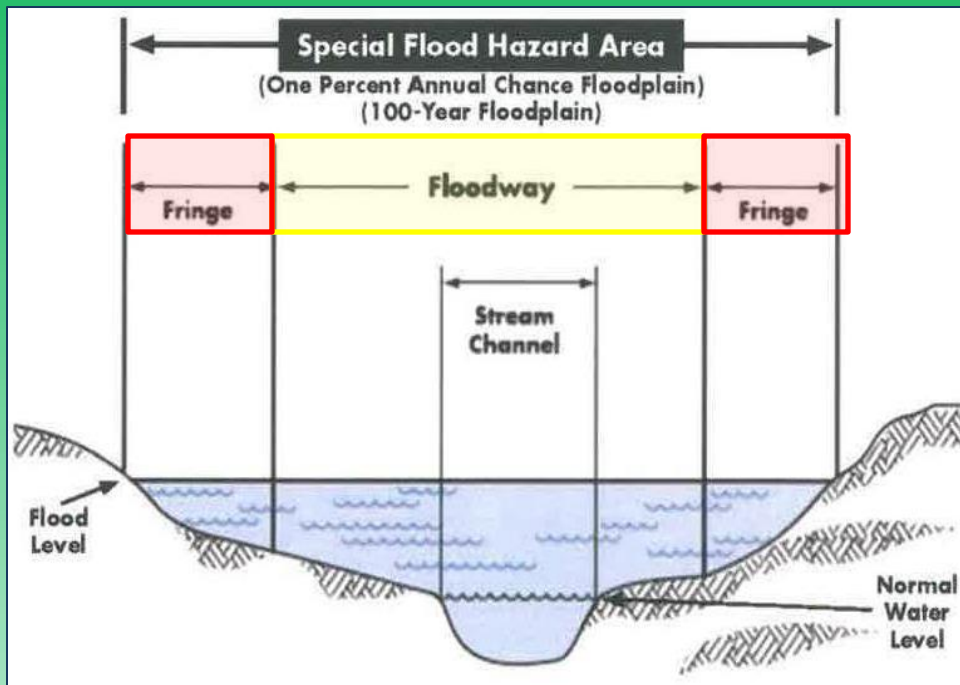 Special Flood Hazard Area
(One Percent Annual Chance Floodplain)
(100-Year Floodplain)
Fringe
Floodway
Fringe
Stream
Channel
Flood
Level
Normal
Water
Level